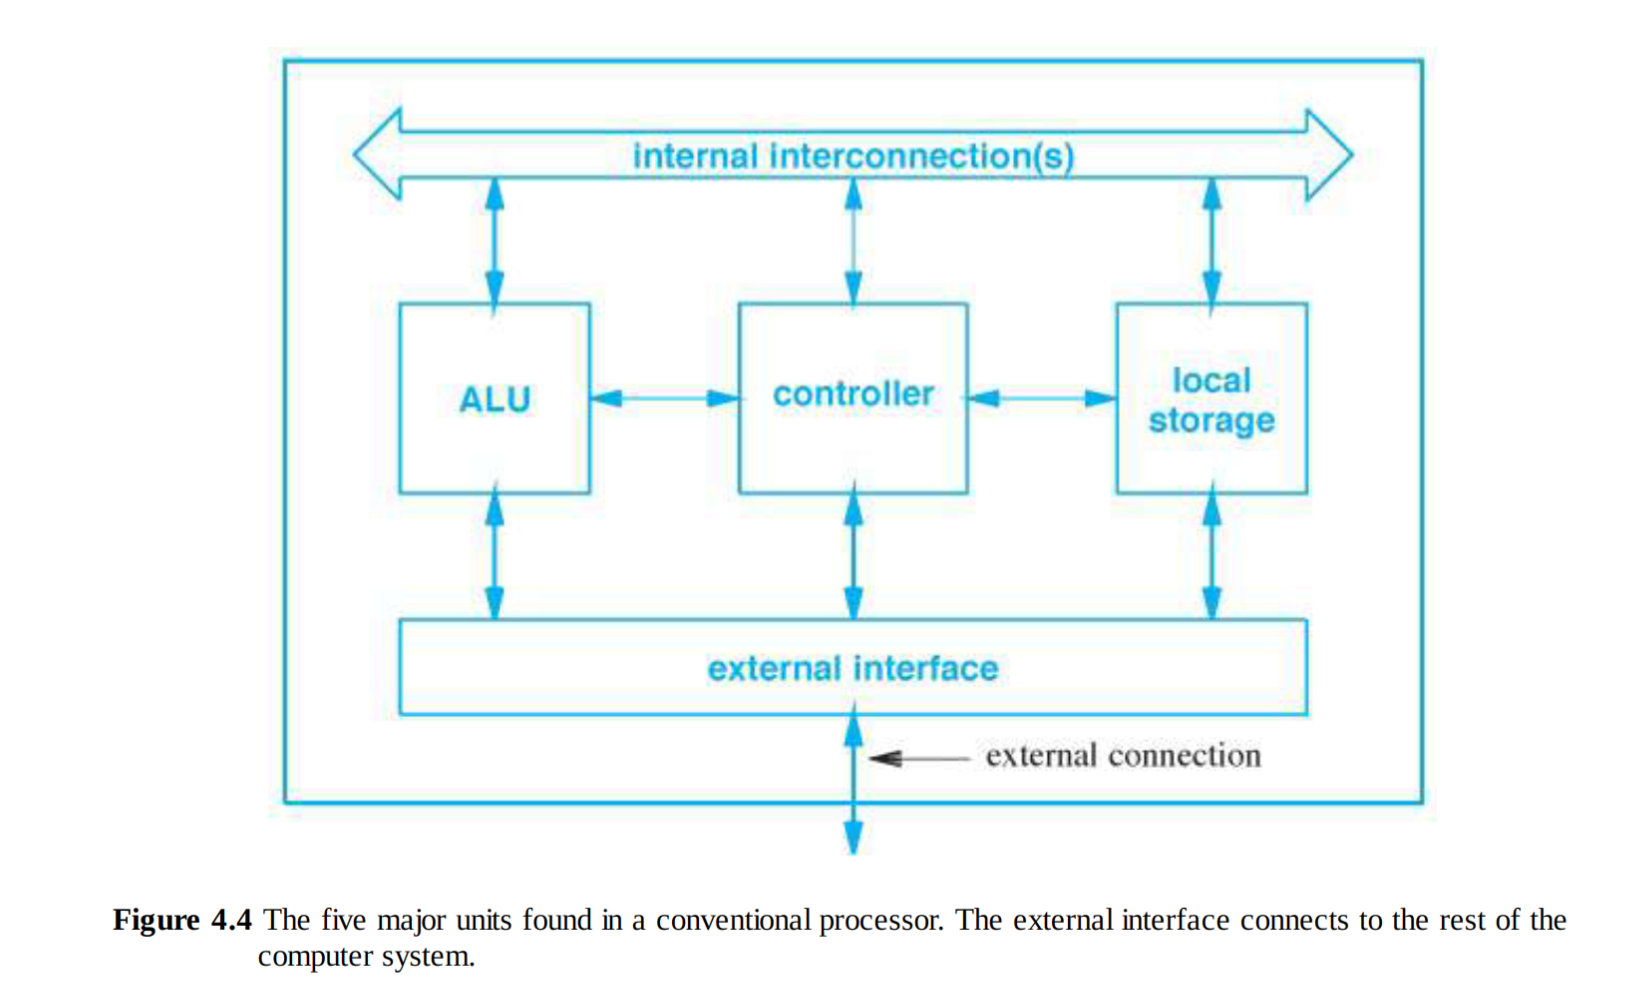 internal interconnection(s)
ALU
controller
local
storage
external interface
external connection
Figure 4.4 The five major units found in a conventional processor. The external interface connects to the rest of the
computer system.